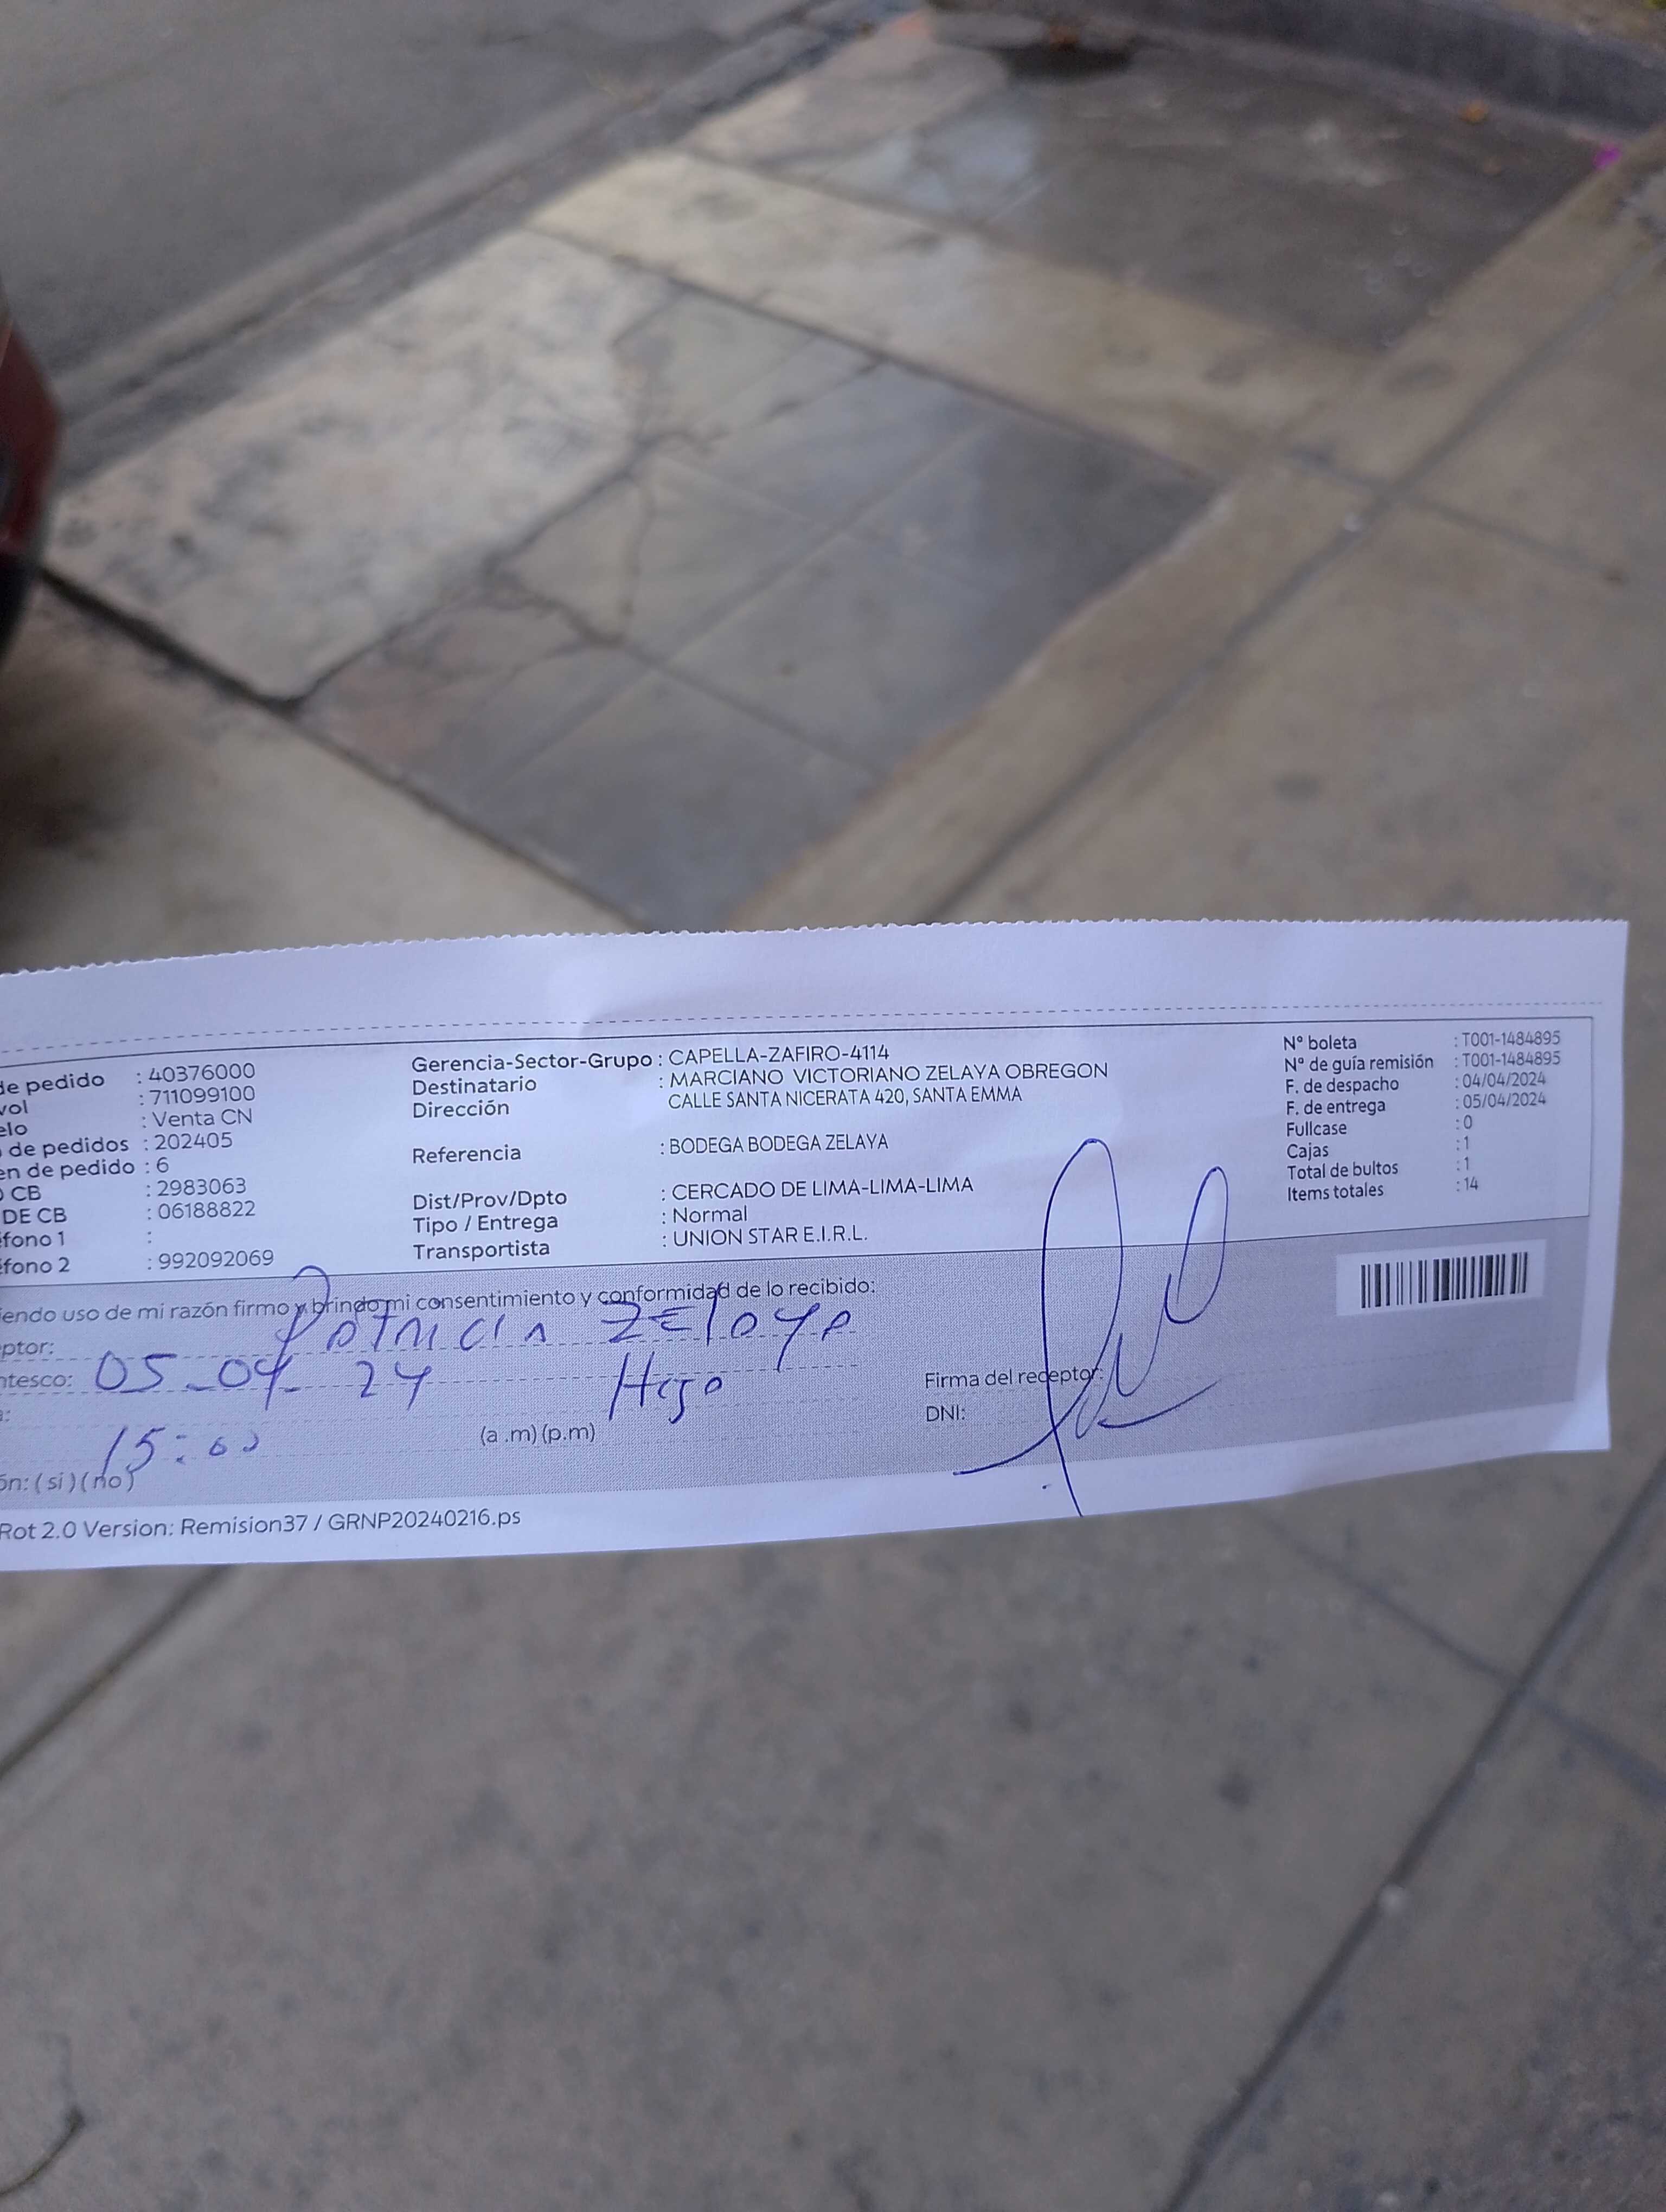 de pedido : 40376000
vol : 711099100
elo : Venta CN
de pedidos : 202405
en de pedido : 6
CB : 2983063
DE CB : 06188822
fono 1 :
fono 2 : 992092069
Gerencia-Sector-Grupo : CAPELLA-ZAFIRO-4114
Destinatario : MARCIANO VICTORIANO ZELAYA OBREGON
Dirección CALLE SANTA NICERATA 420, SANTA EMMA
Referencia : BODEGA BODEGA ZELAYA
Dist/Prov/Dpto : CERCADO DE LIMA-LIMA-LIMA
Tipo / Entrega : Normal
Transportista : UNION STAR E.I.R.L.
N° boleta : T001-1484895
N° de guía remisión : T001-1484895
F. de despacho : 04/04/2024
F. de entrega : 05/04/2024
Fullcase : 0
Cajas : 1
Total de bultos : 1
Items totales : 14
iendo uso de mi razón firmo y brindo mi consentimiento y conformidad de lo recibido:
ptor: Patricia Zelaya
ntesco: 05-04-24 Hijo
15:00 (a .m) (p.m)
ón: ( si ) ( no )
Firma del receptor:
DNI:
Rot 2.0 Version: Remision37 / GRNP20240216.ps